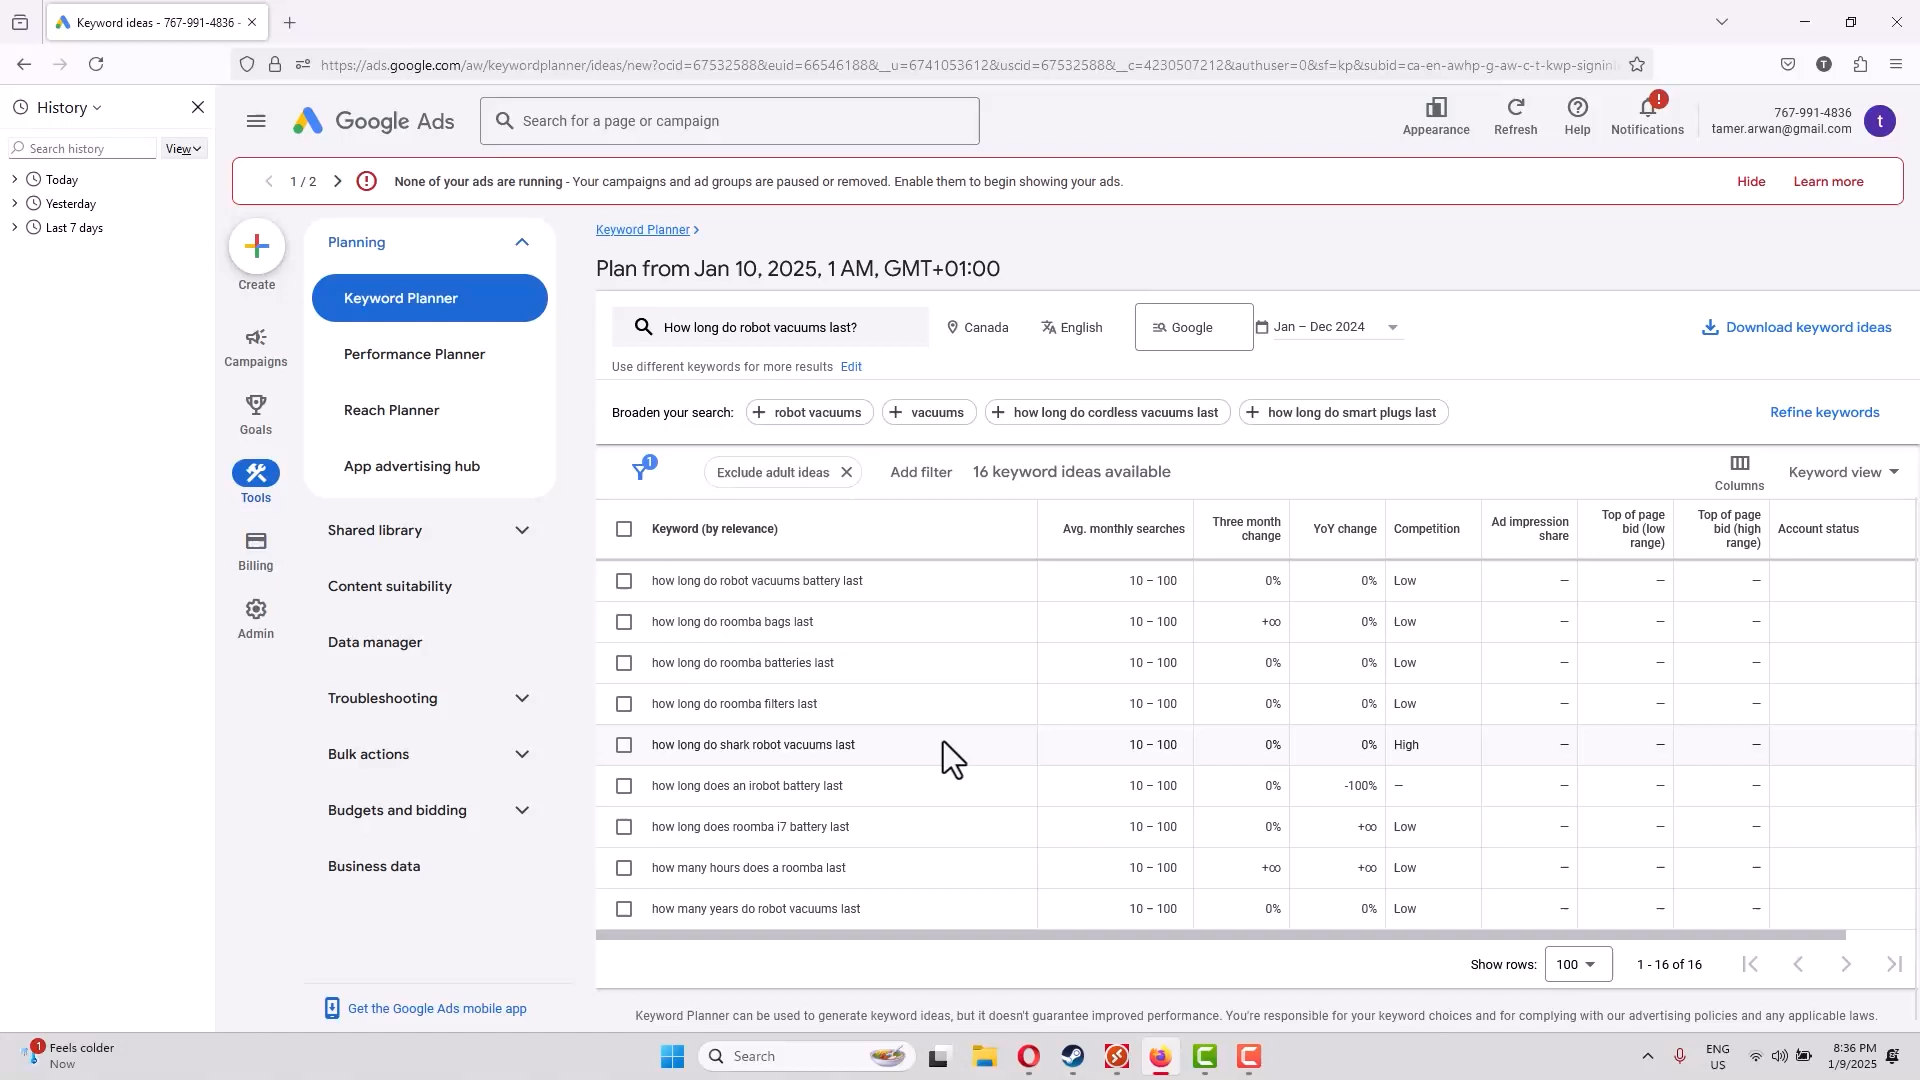 Keyword ideas - 767-991-4836 -
https://ads.google.com/aw/keywordplanner/ideas/new?ocid=67532588&euid=66546188&__u=6741053612&uscid=67532588&__c=4230507212&authuser=0&sf=kp&subid=ca-en-awhp-g-aw-c-t-kwp-signin
History
Search history
View
Today
Yesterday
Last 7 days
Google Ads
Search for a page or campaign
Appearance
Refresh
Help
!
Notifications
767-991-4836
tamer.arwan@gmail.com
t
1 / 2
None of your ads are running - Your campaigns and ad groups are paused or removed. Enable them to begin showing your ads.
Hide
Learn more
Create
Campaigns
Goals
Tools
Billing
Admin
Planning
Keyword Planner
Performance Planner
Reach Planner
App advertising hub
Shared library
Content suitability
Data manager
Troubleshooting
Bulk actions
Budgets and bidding
Business data
Get the Google Ads mobile app
Keyword Planner >
Plan from Jan 10, 2025, 1 AM, GMT+01:00
How long do robot vacuums last?
Canada
English
Google
Jan – Dec 2024
Download keyword ideas
Use different keywords for more results Edit
Broaden your search:
+ robot vacuums
+ vacuums
+ how long do cordless vacuums last
+ how long do smart plugs last
Refine keywords
1
Exclude adult ideas
Add filter
16 keyword ideas available
Columns
Keyword view
Keyword (by relevance) Avg. monthly searches Three month change YoY change Competition Ad impression share Top of page bid (low range) Top of page bid (high range) Account status
how long do robot vacuums battery last 10 – 100 0% 0% Low – – –
how long do roomba bags last 10 – 100 +∞ 0% Low – – –
how long do roomba batteries last 10 – 100 0% 0% Low – – –
how long do roomba filters last 10 – 100 0% 0% Low – – –
how long do shark robot vacuums last 10 – 100 0% 0% High – – –
how long does an irobot battery last 10 – 100 0% -100% – – – –
how long does roomba i7 battery last 10 – 100 0% +∞ Low – – –
how many hours does a roomba last 10 – 100 +∞ +∞ Low – – –
how many years do robot vacuums last 10 – 100 0% 0% Low – – –
Show rows: 100 1 - 16 of 16
Keyword Planner can be used to generate keyword ideas, but it doesn't guarantee improved performance. You're responsible for your keyword choices and for complying with our advertising policies and any applicable laws.
1
Feels colder
Now
Search
ENG
US
8:36 PM
1/9/2025